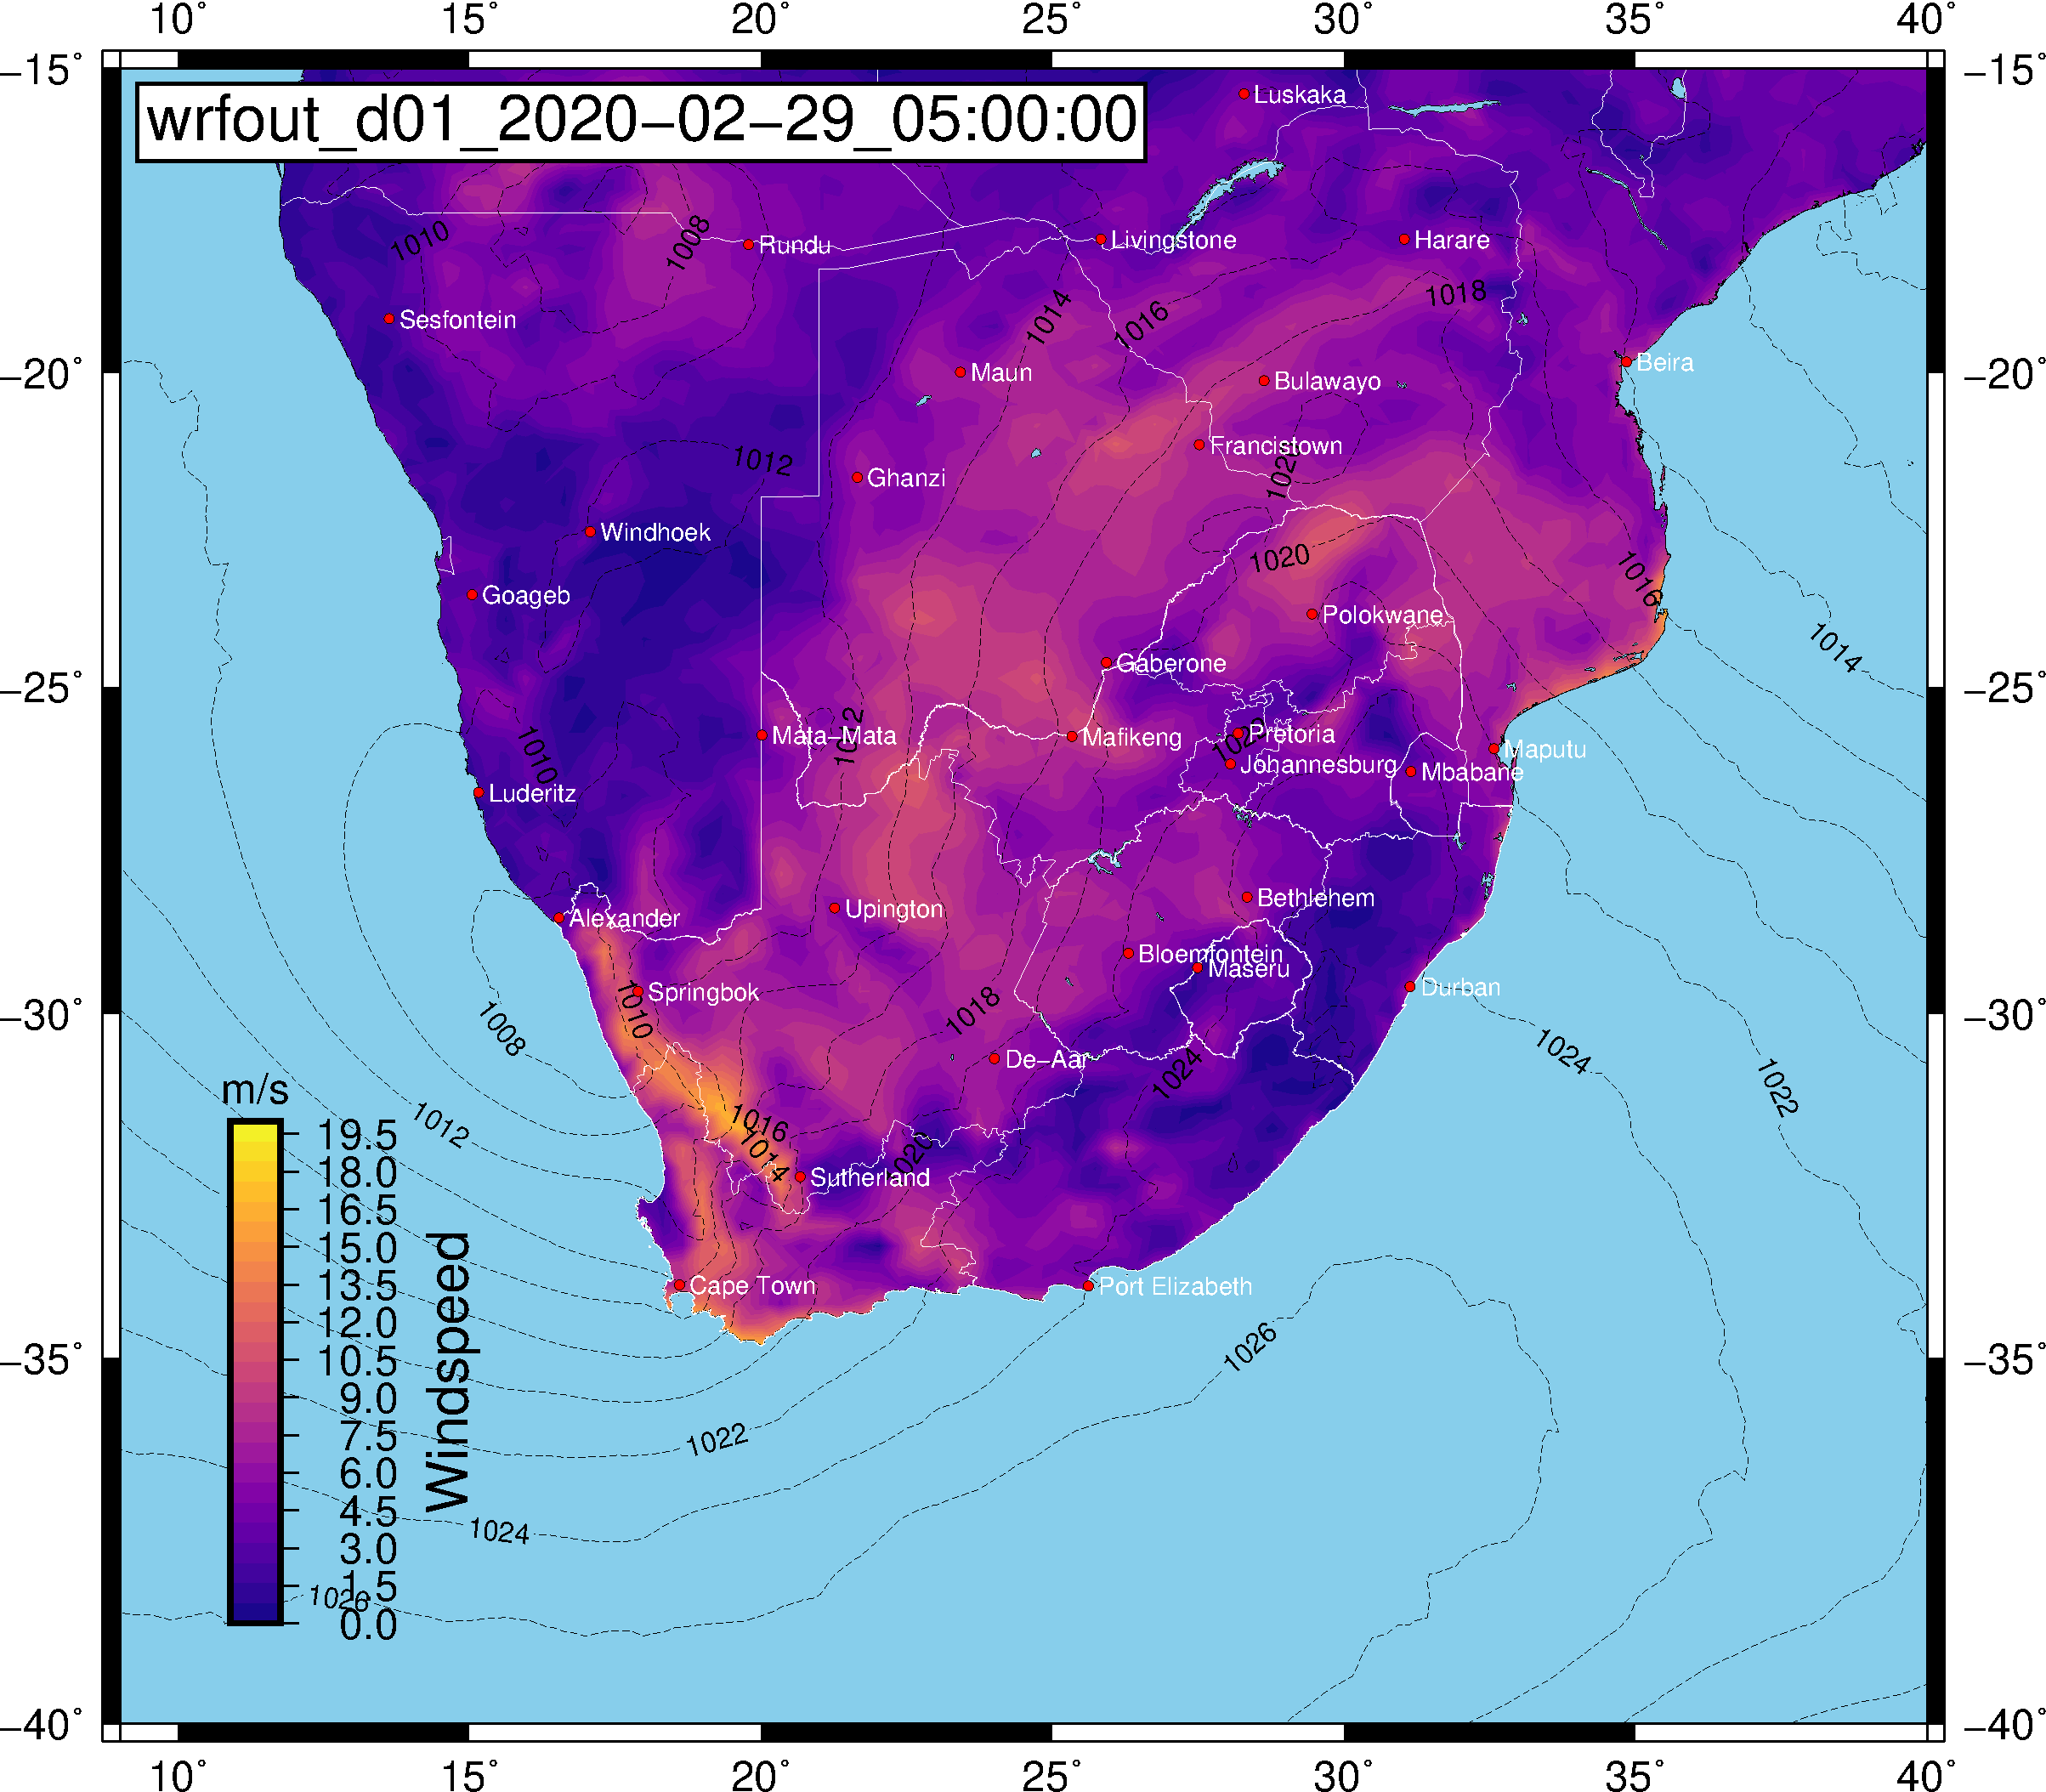 10° 15° 20° 25° 30° 35° 40°
−15° −15°
wrfout_d01_2020−02−29_05:00:00
Luskaka
1010
1008
Rundu
Livingstone
Harare
Sesfontein
1014
1016
1018
−20° −20°
Maun
Bulawayo
Beira
1012
Ghanzi
Francistown
1020
Windhoek
1020
1016
Goageb
Polokwane
1014
Gaberone
−25° −25°
1010
Mata−Mata
1012
Mafikeng
Pretoria
Johannesburg
Mbabane
Maputu
Luderitz
Alexander
Upington
Bethlehem
Bloemfontein
Maseru
Springbok
Durban
1010
1008
1018
−30° −30°
De−Aar
1024
1024
1022
m/s
1012
1016
1014
1020
Sutherland
19.5
18.0
16.5
15.0
13.5
12.0
10.5
9.0
7.5
6.0
4.5
3.0
1.5
0.0
Windspeed
Cape Town
Port Elizabeth
1026
−35° −35°
1022
1024
1026
−40° −40°
10° 15° 20° 25° 30° 35° 40°